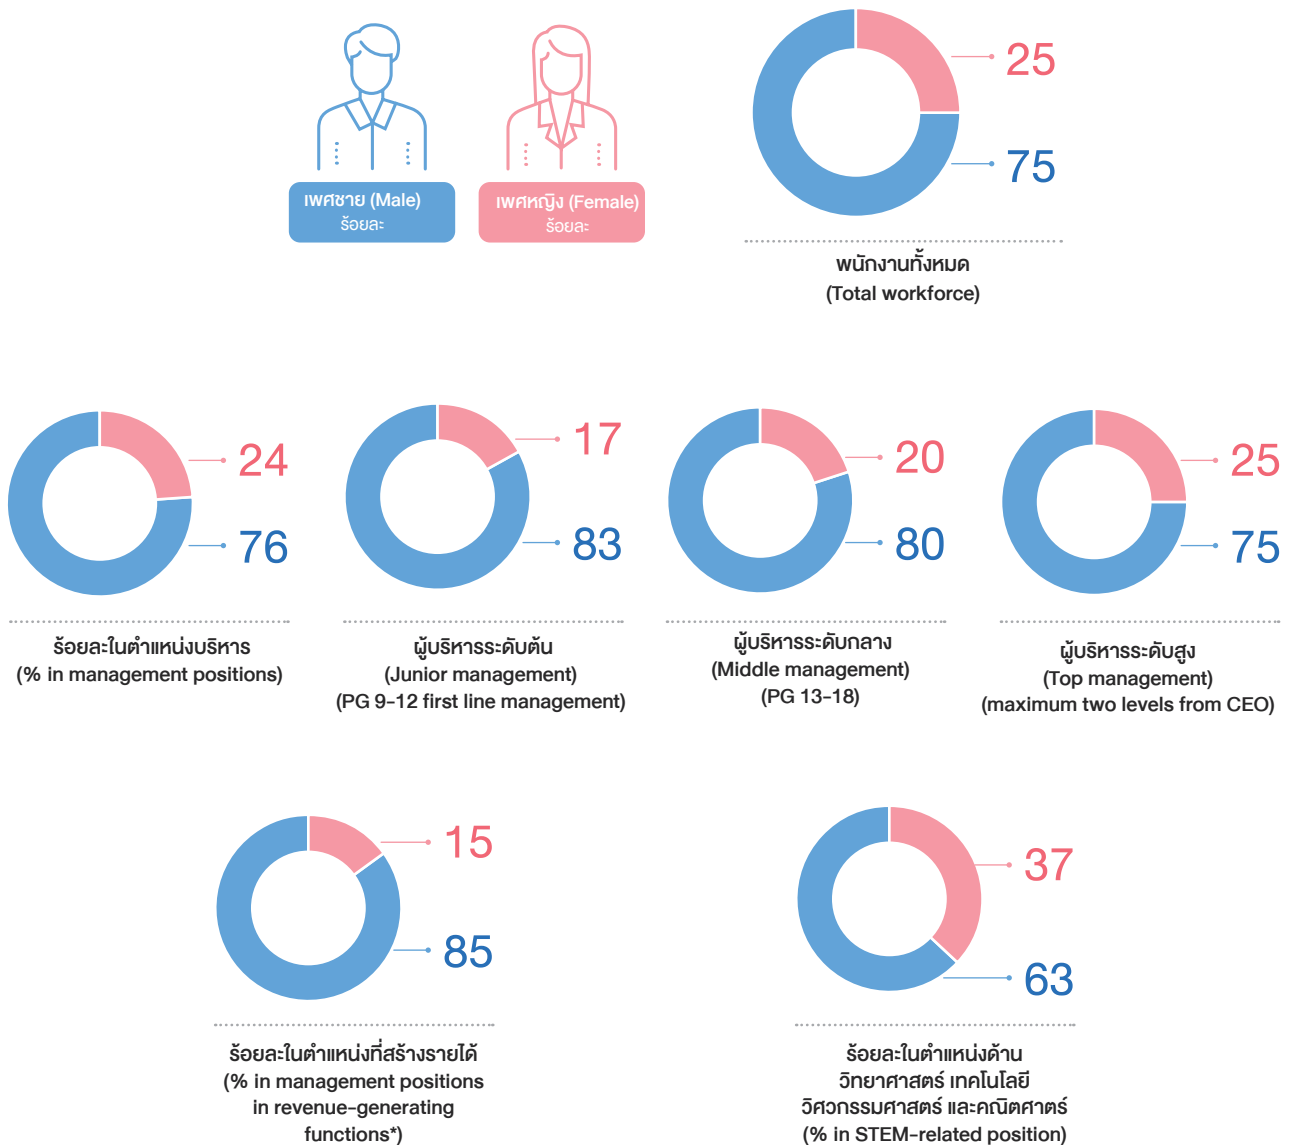 เพศชาย (Male)
ร้อยละ
เพศหญิง (Female)
ร้อยละ
25
75
พนักงานทั้งหมด
(Total workforce)
24
76
ร้อยละในตำแหน่งบริหาร
(% in management positions)
17
83
ผู้บริหารระดับต้น
(Junior management)
(PG 9-12 first line management)
20
80
ผู้บริหารระดับกลาง
(Middle management)
(PG 13-18)
25
75
ผู้บริหารระดับสูง
(Top management)
(maximum two levels from CEO)
15
85
ร้อยละในตำแหน่งที่สร้างรายได้
(% in management positions
in revenue-generating
functions*)
37
63
ร้อยละในตำแหน่งด้าน
วิทยาศาสตร์ เทคโนโลยี
วิศวกรรมศาสตร์ และคณิตศาตร์
(% in STEM-related position)